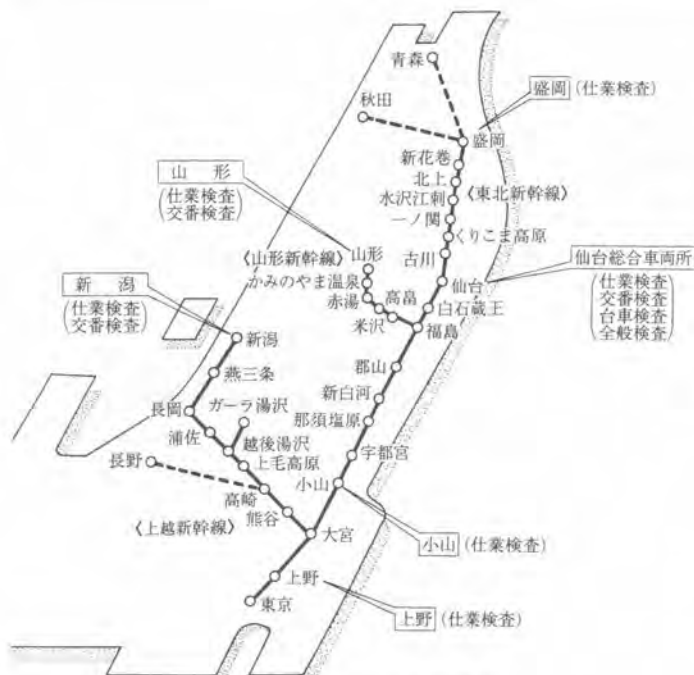 青森
秋田
盛岡 (仕業検査)
盛岡
新花巻
北上
水沢江刺
〈東北新幹線〉
一ノ関
くりこま高原
古川
山形
(仕業検査
交番検査)
〈山形新幹線〉
山形
かみのやま温泉
赤湯
高畠
米沢
仙台総合車両所
(仕業検査
交番検査
台車検査
全般検査)
仙台
白石蔵王
福島
新潟
(仕業検査
交番検査)
新潟
燕三条
長岡
ガーラ湯沢
浦佐
越後湯沢
上毛高原
長野
高崎
熊谷
〈上越新幹線〉
郡山
新白河
那須塩原
宇都宮
小山
小山 (仕業検査)
大宮
上野
東京
上野 (仕業検査)